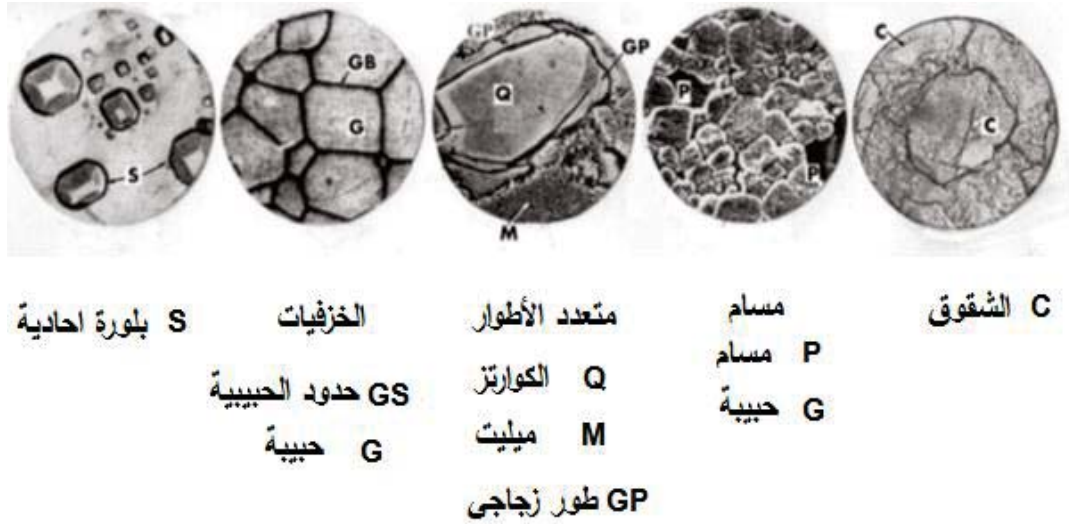 S
GB
G
GP
GP
Q
M
P
P
C
C
S بلورة احادية
الخزفيات
GS حدود الحبيبية
G حبيبة
متعدد الأطوار
Q الكوارتز
M ميليت
GP طور زجاجي
مسام
P مسام
G حبيبة
C الشقوق